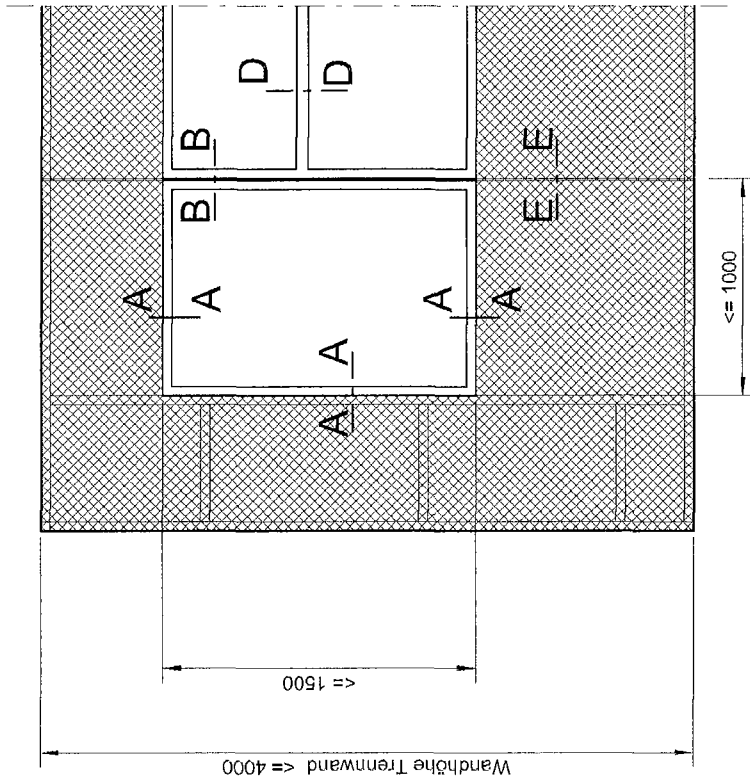 D
D
B
B
E
E
A
A
A
A
A
A
<= 1000
<= 1500
Wandhöhe Trennwand <= 4000